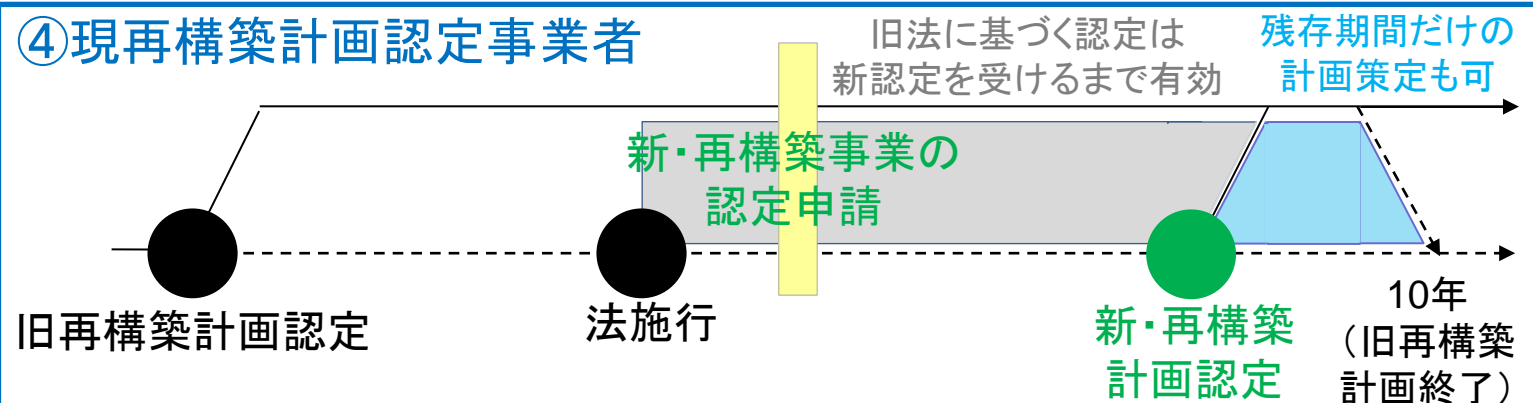 ④現再構築計画認定事業者
旧法に基づく認定は
新認定を受けるまで有効
残存期間だけの
計画策定も可
新・再構築事業の
認定申請
旧再構築計画認定
法施行
新・再構築
計画認定
10年
（旧再構築
計画終了）